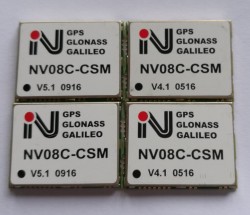 GPS
GLONASS
GALILEO
NV08C-CSM
V5.1 0916
GPS
GLONASS
GALILEO
NV08C-CSM
V4.1 0516
GPS
GLONASS
GALILEO
NV08C-CSM
V5.1 0916
GPS
GLONASS
GALILEO
NV08C-CSM
V4.1 0516